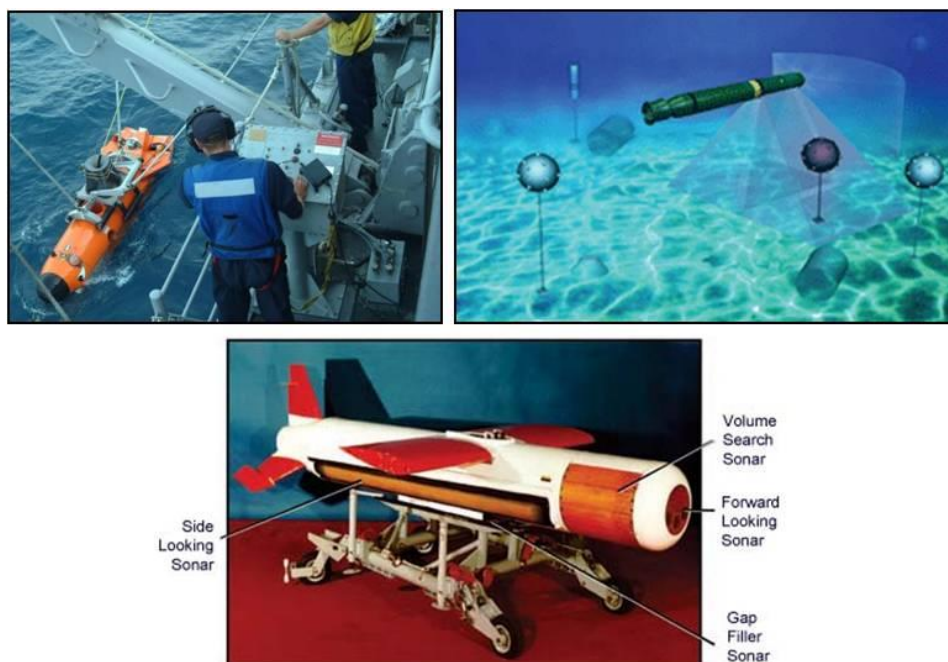 Volume
Search
Sonar
Forward
Looking
Sonar
Side
Looking
Sonar
Gap
Filler
Sonar